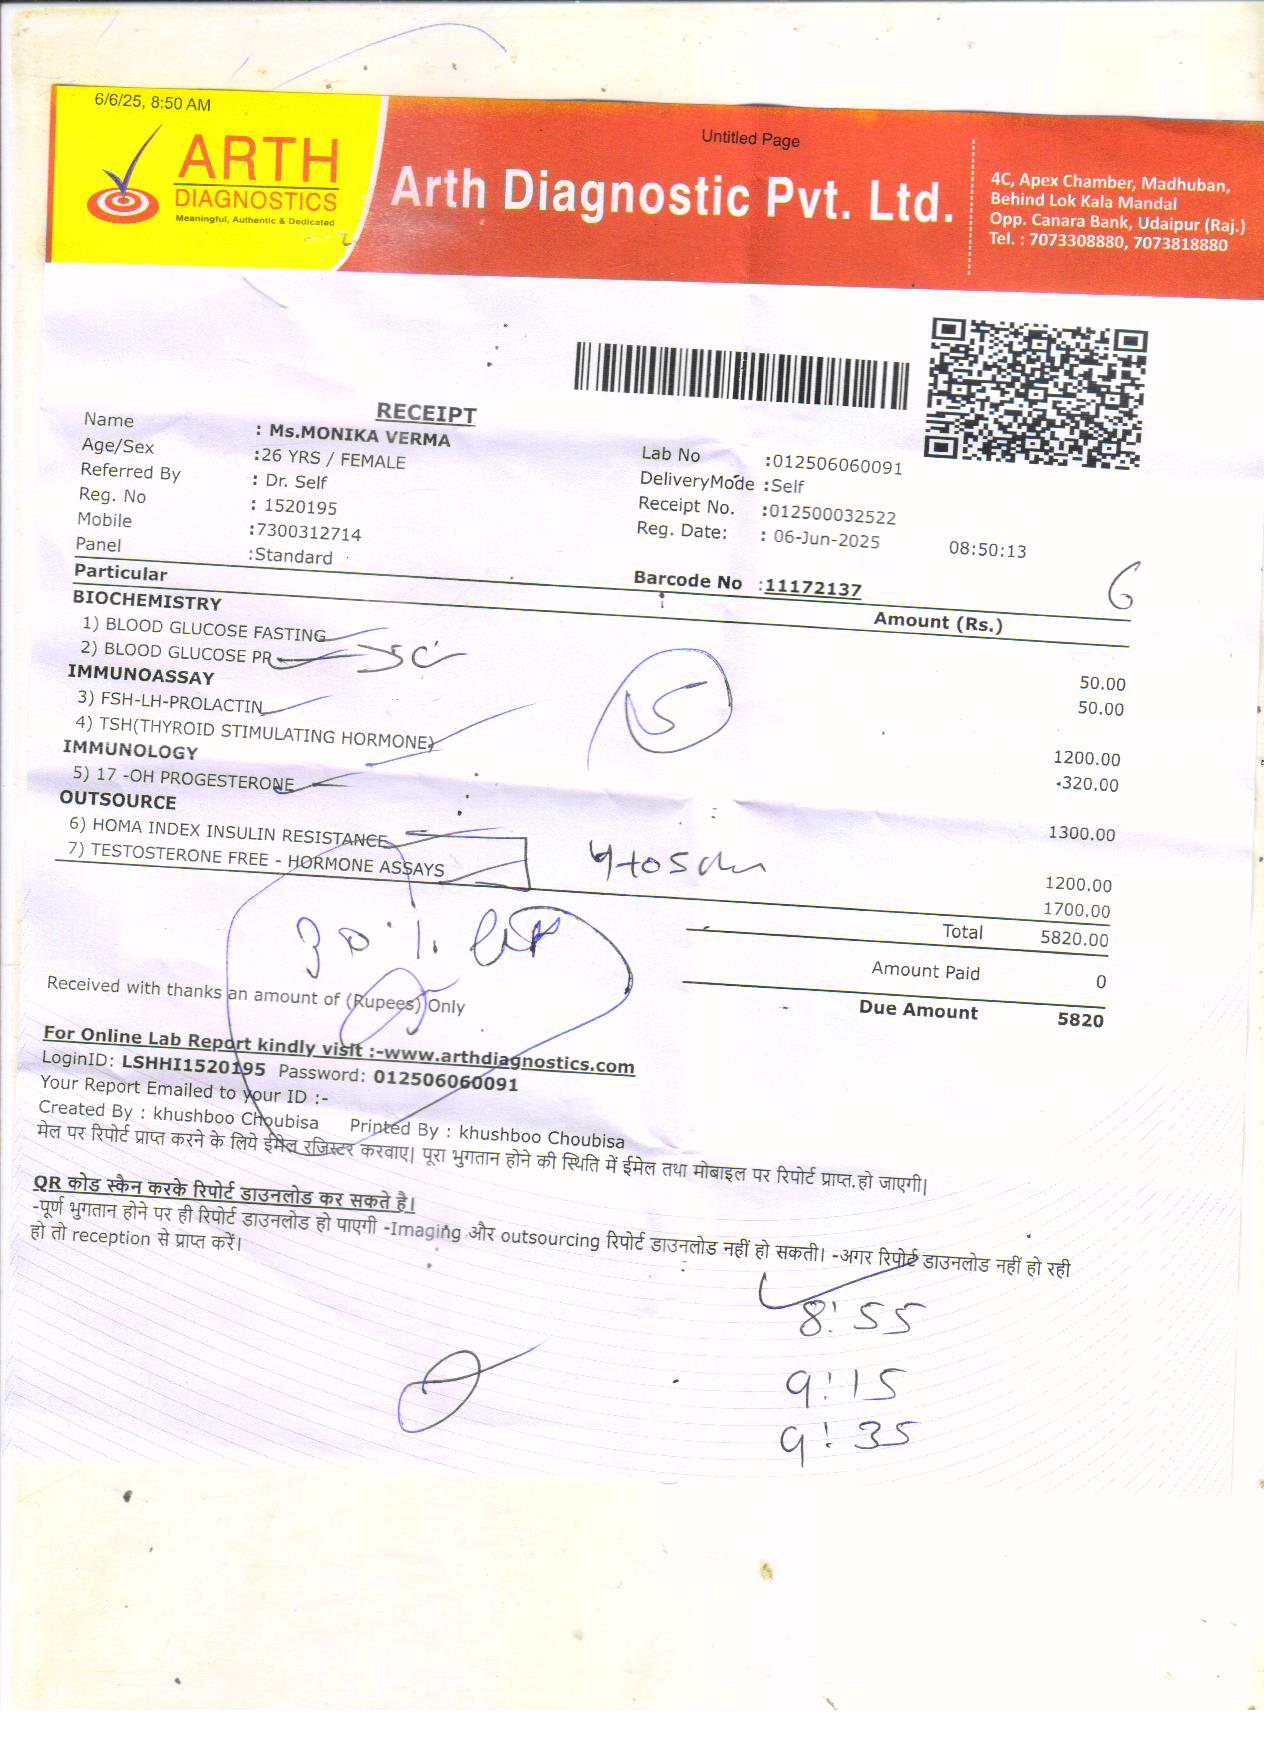 6/6/25, 8:50 AM
Untitled Page
ARTH
DIAGNOSTICS
Meaningful, Authentic & Dedicated
Arth Diagnostic Pvt. Ltd.
4C, Apex Chamber, Madhuban,
Behind Lok Kala Mandal
Opp. Canara Bank, Udaipur (Raj.)
Tel. : 7073308880, 7073818880
RECEIPT
Name : Ms.MONIKA VERMA
Age/Sex :26 YRS / FEMALE
Referred By : Dr. Self
Reg. No : 1520195
Mobile :7300312714
Panel :Standard
Lab No :012506060091
DeliveryMode :Self
Receipt No. :012500032522
Reg. Date: : 06-Jun-2025 08:50:13
Barcode No :11172137
6
Particular Amount (Rs.)
BIOCHEMISTRY
1) BLOOD GLUCOSE FASTING 50.00
2) BLOOD GLUCOSE PR 50.00
IMMUNOASSAY
3) FSH-LH-PROLACTIN 1200.00
4) TSH(THYROID STIMULATING HORMONE) 320.00
5
IMMUNOLOGY
5) 17 -OH PROGESTERONE 1300.00
OUTSOURCE
6) HOMA INDEX INSULIN RESISTANCE 1200.00
7) TESTOSTERONE FREE - HORMONE ASSAYS 1700.00
4 to 5
Total 5820.00
Amount Paid 0
Due Amount 5820
30 %
Received with thanks an amount of (Rupees) Only
For Online Lab Report kindly visit :-www.arthdiagnostics.com
LoginID: LSHHI1520195 Password: 012506060091
Your Report Emailed to your ID :-
Created By : khushboo Choubisa Printed By : khushboo Choubisa
मेल पर रिपोर्ट प्राप्त करने के लिये ईमेल रजिस्टर करवाए। पूरा भुगतान होने की स्थिति में ईमेल तथा मोबाइल पर रिपोर्ट प्राप्त.हो जाएगी|
QR कोड स्कैन करके रिपोर्ट डाउनलोड कर सकते है।
-पूर्ण भुगतान होने पर ही रिपोर्ट डाउनलोड हो पाएगी -Imaging और outsourcing रिपोर्ट डाउनलोड नहीं हो सकती। -अगर रिपोर्ट डाउनलोड नहीं हो रही
हो तो reception से प्राप्त करें।
8:55
9:15
9:35